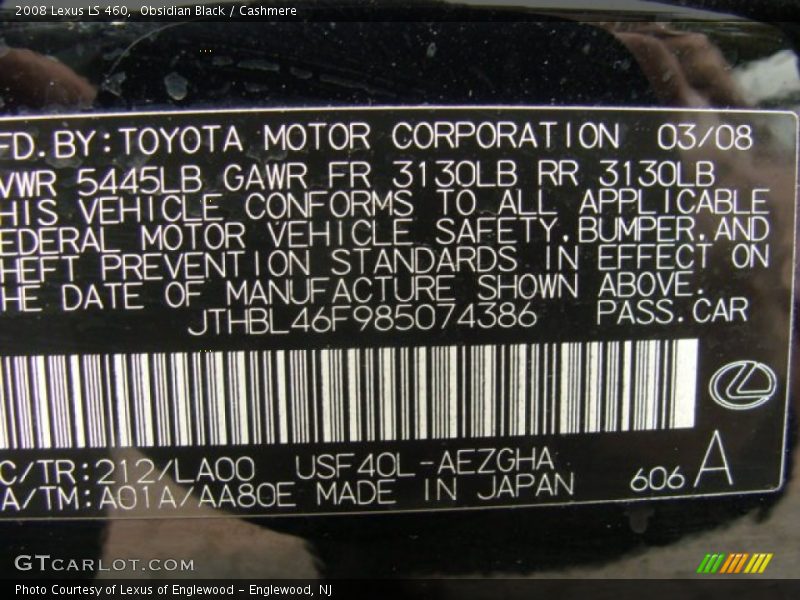 2008 Lexus LS 460, Obsidian Black / Cashmere
FD.BY:TOYOTA MOTOR CORPORATION 03/08
VWR 5445LB GAWR FR 3130LB RR 3130LB
HIS VEHICLE CONFORMS TO ALL APPLICABLE
EDERAL MOTOR VEHICLE SAFETY,BUMPER,AND
HEFT PREVENTION STANDARDS IN EFFECT ON
HE DATE OF MANUFACTURE SHOWN ABOVE.
JTHBL46F985074386 PASS.CAR
C/TR:212/LA00 USF40L-AEZGHA
A/TM:A01A/AA80E MADE IN JAPAN 606 A
GTCARLOT.COM
Photo Courtesy of Lexus of Englewood - Englewood, NJ